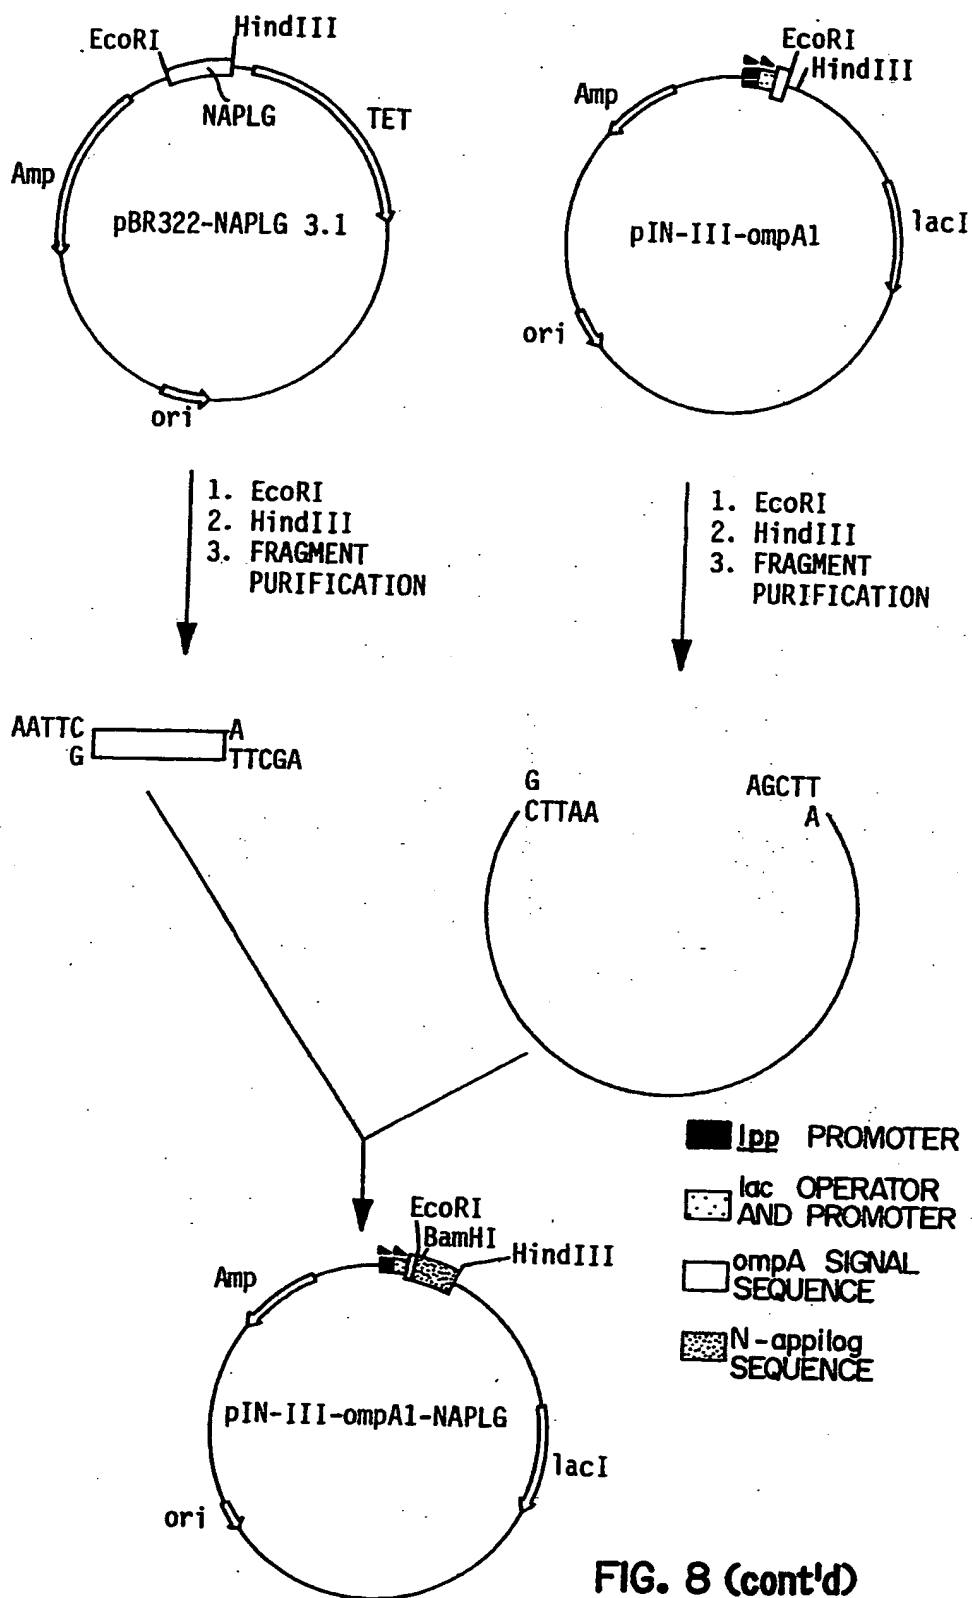 EcoRI
HindIII
NAPLG
TET
Amp
pBR322-NAPLG 3.1
ori
EcoRI
HindIII
Amp
lacI
pIN-III-ompA1
ori
1. EcoRI
2. HindIII
3. FRAGMENT
PURIFICATION
1. EcoRI
2. HindIII
3. FRAGMENT
PURIFICATION
AATTC
G
A
TTCGA
G
CTTAA
AGCTT
A
lpp PROMOTER
lac OPERATOR
AND PROMOTER
ompA SIGNAL
SEQUENCE
N-appilog
SEQUENCE
EcoRI
BamHI
HindIII
Amp
pIN-III-ompA1-NAPLG
lacI
ori
FIG. 8 (cont'd)